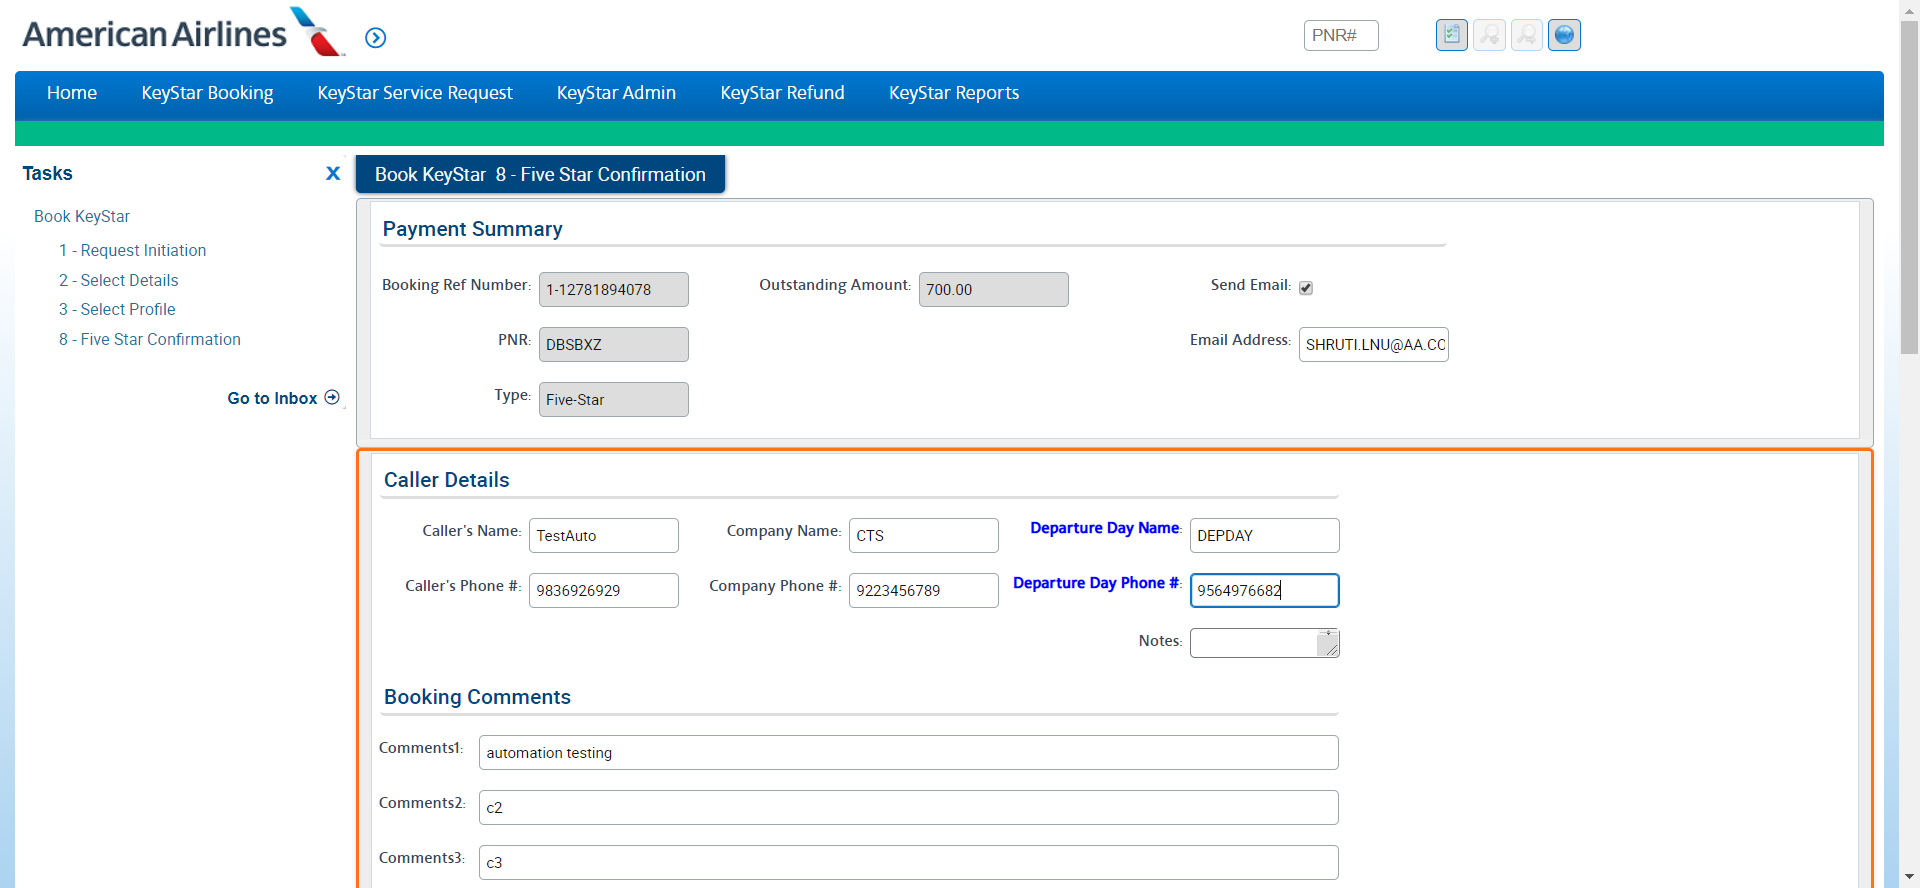 American Airlines
PNR#
Home KeyStar Booking KeyStar Service Request KeyStar Admin KeyStar Refund KeyStar Reports
Tasks X
Book KeyStar
1 - Request Initiation
2 - Select Details
3 - Select Profile
8 - Five Star Confirmation
Go to Inbox
Book KeyStar 8 - Five Star Confirmation
Payment Summary
Booking Ref Number: 1-12781894078 Outstanding Amount: 700.00 Send Email:
PNR: DBSBXZ Email Address: SHRUTI.LNU@AA.CO
Type: Five-Star
Caller Details
Caller's Name: TestAuto Company Name: CTS Departure Day Name: DEPDAY
Caller's Phone #: 9836926929 Company Phone #: 9223456789 Departure Day Phone #: 9564976682
Notes:
Booking Comments
Comments1: automation testing
Comments2: c2
Comments3: c3